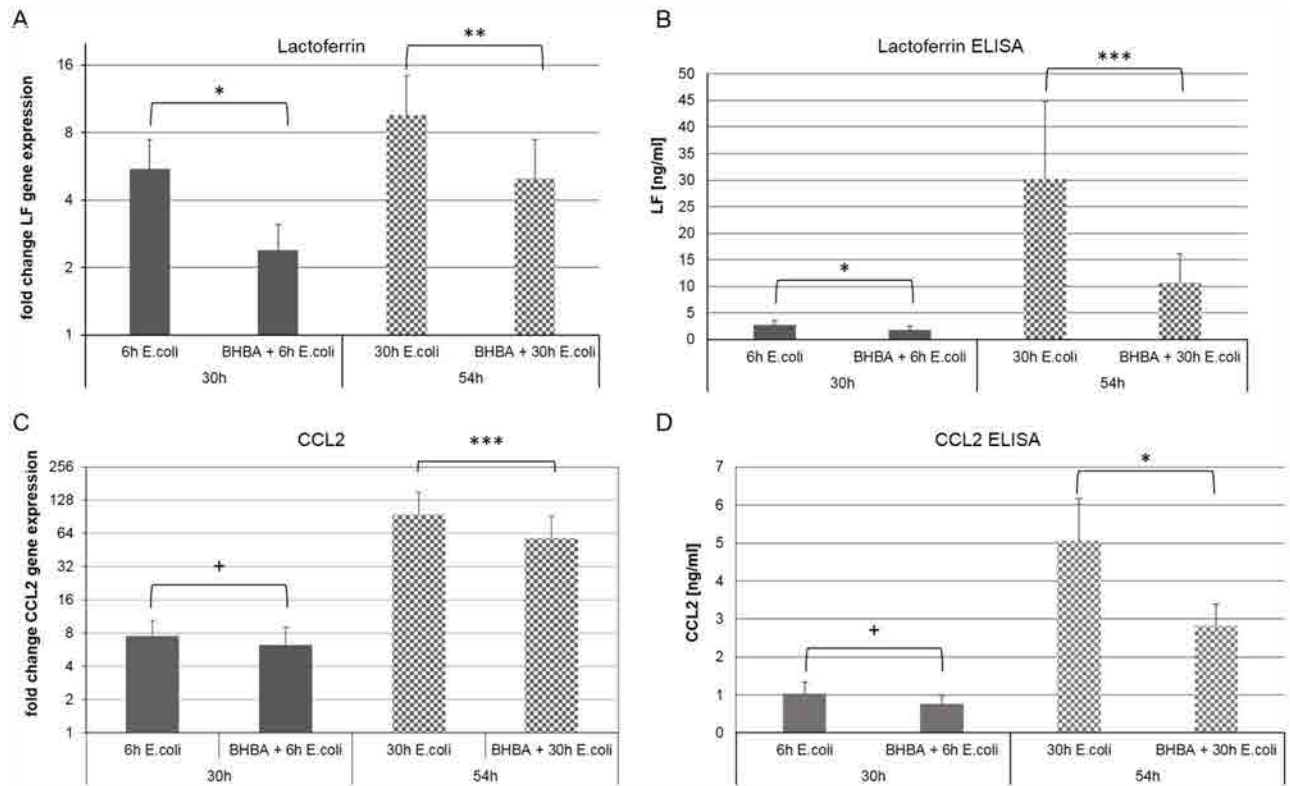 A
Lactoferrin
fold change LF gene expression
16
8
4
2
1
*
**
6h E.coli BHBA + 6h E.coli 30h E.coli BHBA + 30h E.coli
30h 54h
B
Lactoferrin ELISA
LF [ng/ml]
50
45
40
35
30
25
20
15
10
5
0
*
***
6h E.coli BHBA + 6h E.coli 30h E.coli BHBA + 30h E.coli
30h 54h
C
CCL2
fold change CCL2 gene expression
256
128
64
32
16
8
4
2
1
+
***
6h E.coli BHBA + 6h E.coli 30h E.coli BHBA + 30h E.coli
30h 54h
D
CCL2 ELISA
CCL2 [ng/ml]
7
6
5
4
3
2
1
0
+
*
6h E.coli BHBA + 6h E.coli 30h E.coli BHBA + 30h E.coli
30h 54h